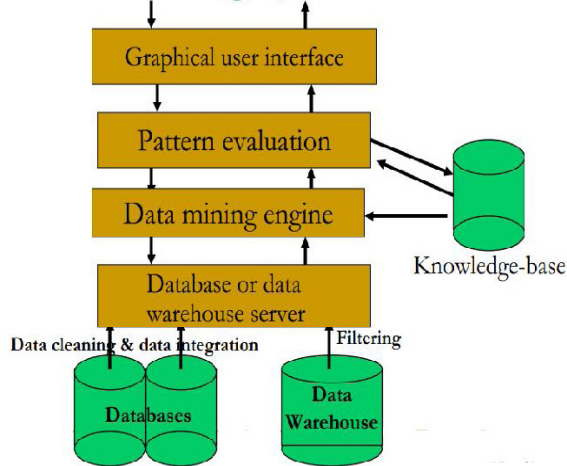 Graphical user interface
Pattern evaluation
Data mining engine
Knowledge-base
Database or data
warehouse server
Data cleaning & data integration
Filtering
Databases
Data
Warehouse